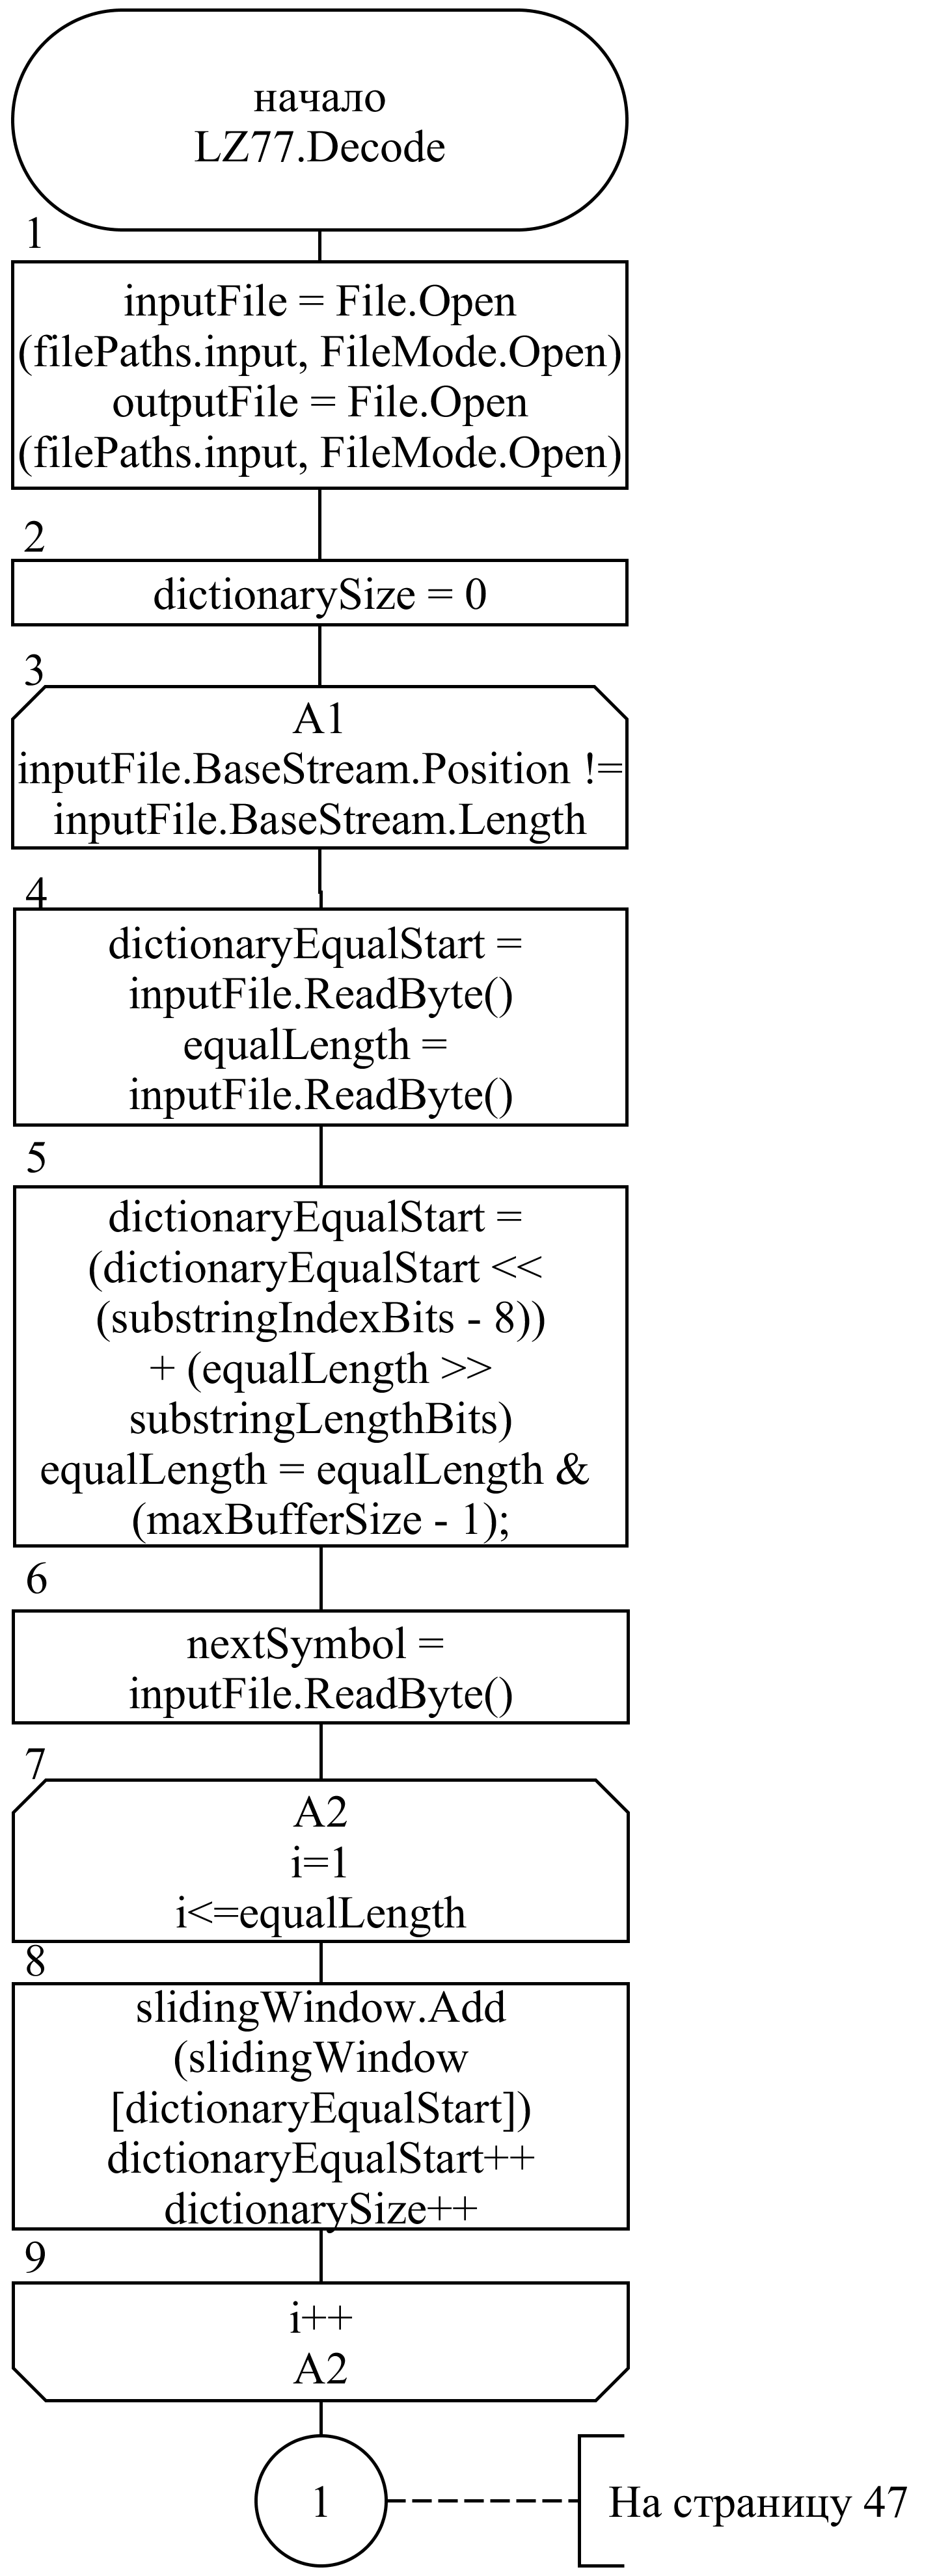 начало
LZ77.Decode
1
inputFile = File.Open
(filePaths.input, FileMode.Open)
outputFile = File.Open
(filePaths.input, FileMode.Open)
2
dictionarySize = 0
3
A1
inputFile.BaseStream.Position !=
inputFile.BaseStream.Length
4
dictionaryEqualStart =
inputFile.ReadByte()
equalLength =
inputFile.ReadByte()
5
dictionaryEqualStart =
(dictionaryEqualStart <<
(substringIndexBits - 8))
+ (equalLength >>
substringLengthBits)
equalLength = equalLength &
(maxBufferSize - 1);
6
nextSymbol =
inputFile.ReadByte()
7
A2
i=1
i<=equalLength
8
slidingWindow.Add
(slidingWindow
[dictionaryEqualStart])
dictionaryEqualStart++
dictionarySize++
9
i++
A2
1
На страницу 47